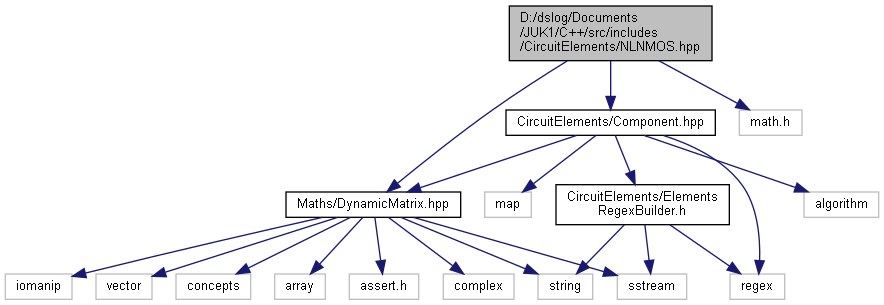 D:/dslog/Documents
/JUK1/C++/src/includes
/CircuitElements/NLNMOS.hpp
CircuitElements/Component.hpp
math.h
Maths/DynamicMatrix.hpp
map
CircuitElements/Elements
RegexBuilder.h
algorithm
iomanip
vector
concepts
array
assert.h
complex
string
sstream
regex